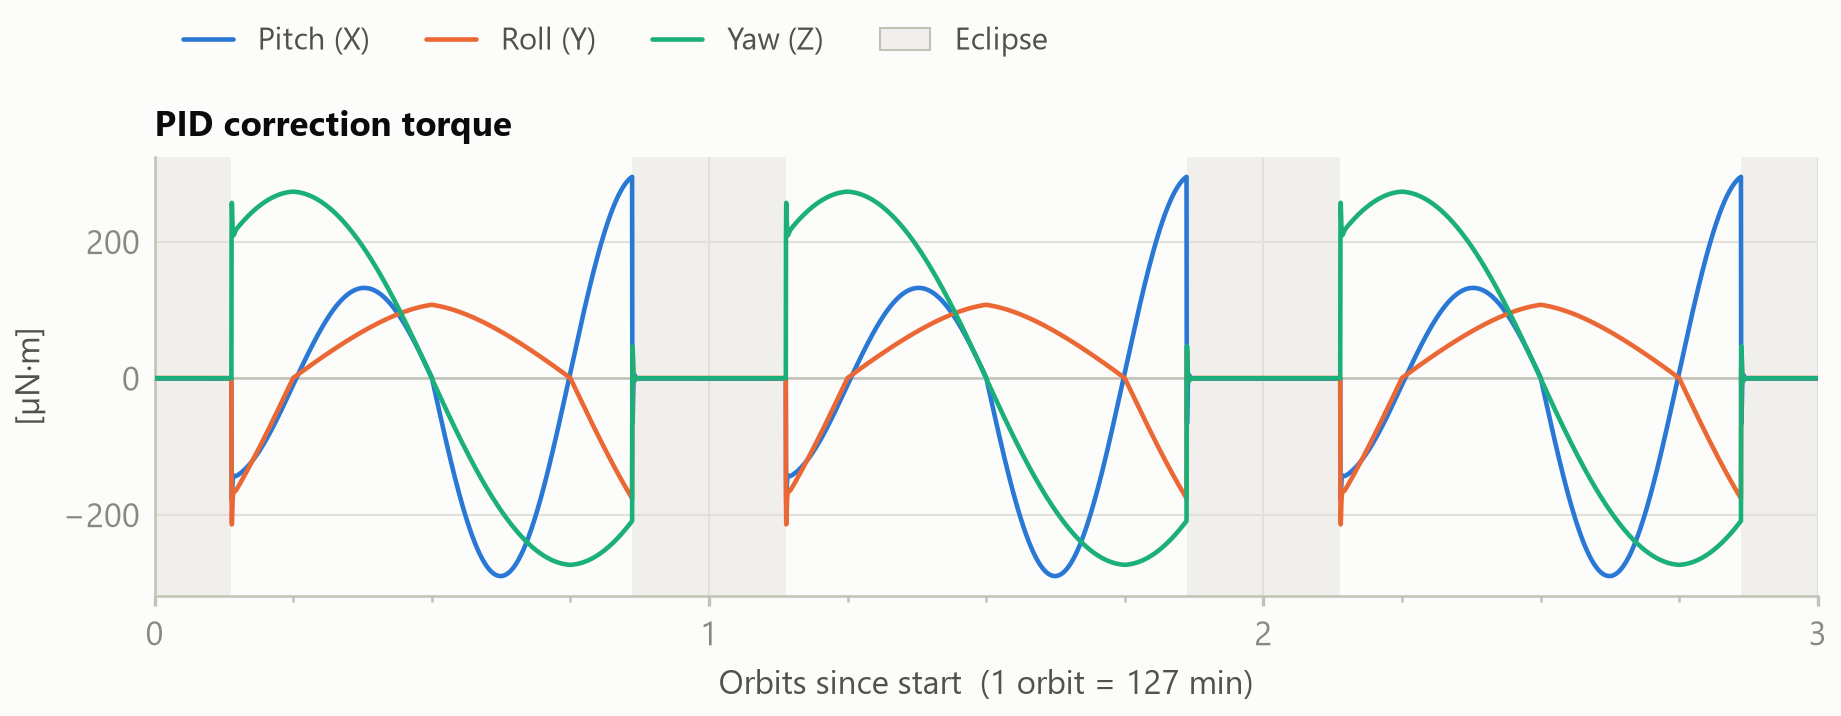 Pitch (X) Roll (Y) Yaw (Z) Eclipse
PID correction torque
[µN·m]
200
0
−200
0 1 2 3
Orbits since start (1 orbit = 127 min)